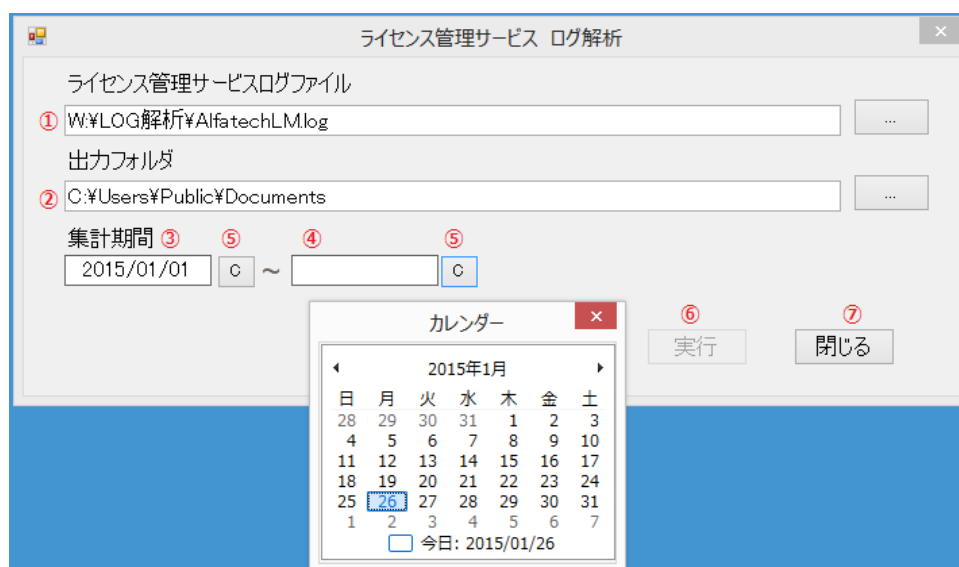 ライセンス管理サービス ログ解析
ライセンス管理サービスログファイル
① W:¥LOG解析¥AlfatechLM.log ...
出力フォルダ
② C:¥Users¥Public¥Documents ...
集計期間 ③ ⑤ ④ ⑤
2015/01/01 C ～ C
カレンダー
⑥ ⑦
実行 閉じる
2015年1月
日 月 火 水 木 金 土
28 29 30 31 1 2 3
4 5 6 7 8 9 10
11 12 13 14 15 16 17
18 19 20 21 22 23 24
25 26 27 28 29 30 31
1 2 3 4 5 6 7
今日: 2015/01/26